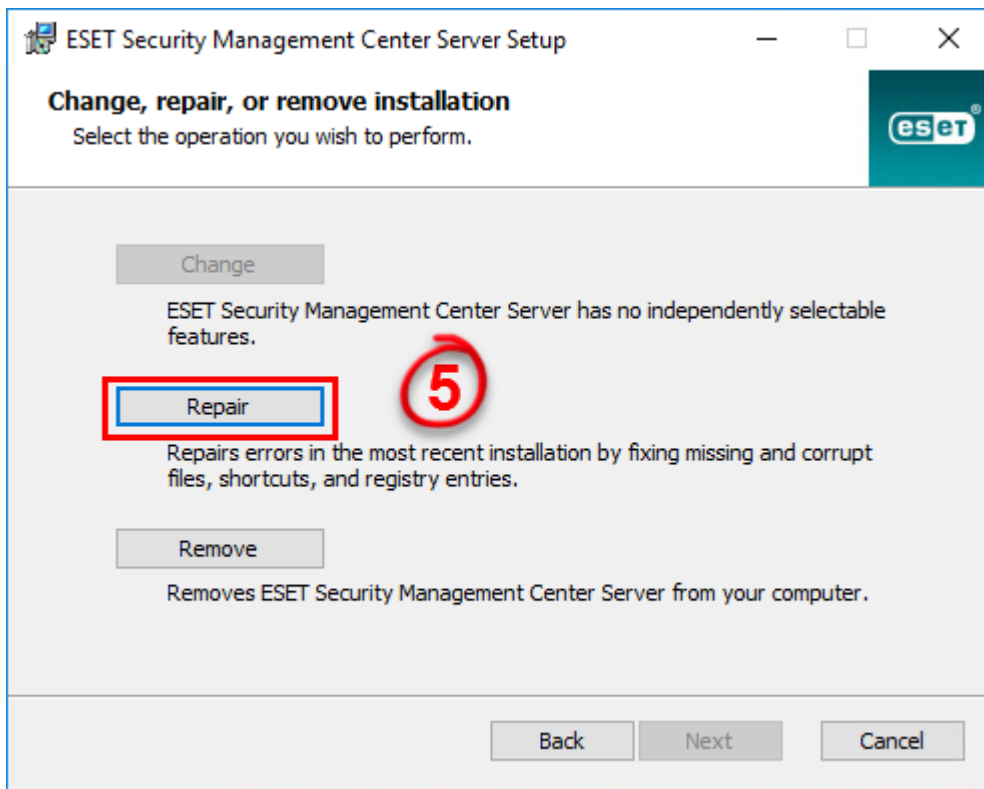 ESET Security Management Center Server Setup
Change, repair, or remove installation
Select the operation you wish to perform.
eset®
Change
ESET Security Management Center Server has no independently selectable
features.
5
Repair
Repairs errors in the most recent installation by fixing missing and corrupt
files, shortcuts, and registry entries.
Remove
Removes ESET Security Management Center Server from your computer.
Back
Next
Cancel